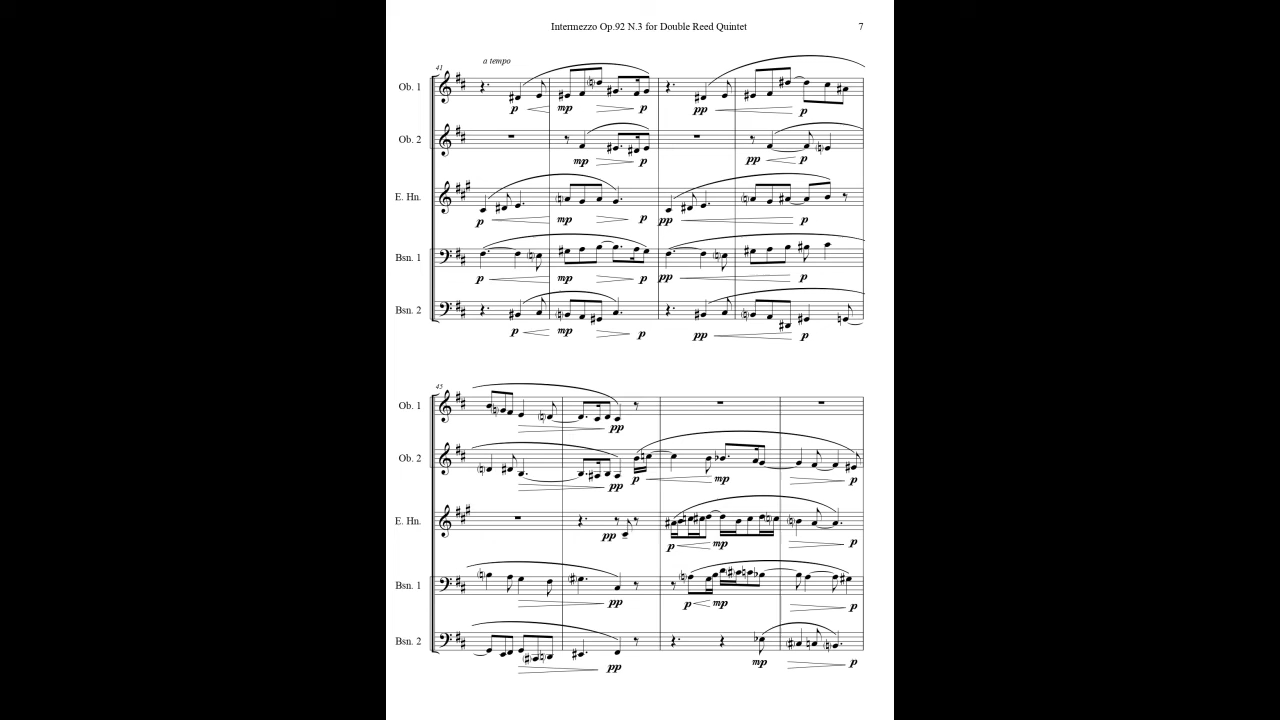 Intermezzo Op.92 N.3 for Double Reed Quintet 7
a tempo
41
Ob. 1
p mp p pp p
Ob. 2
mp p pp p
E. Hn.
p mp p pp p
Bsn. 1
p mp p pp p
Bsn. 2
p mp p pp p
45
Ob. 1
pp
Ob. 2
pp p mp p
E. Hn.
pp p mp p
Bsn. 1
pp p mp p
Bsn. 2
pp mp p